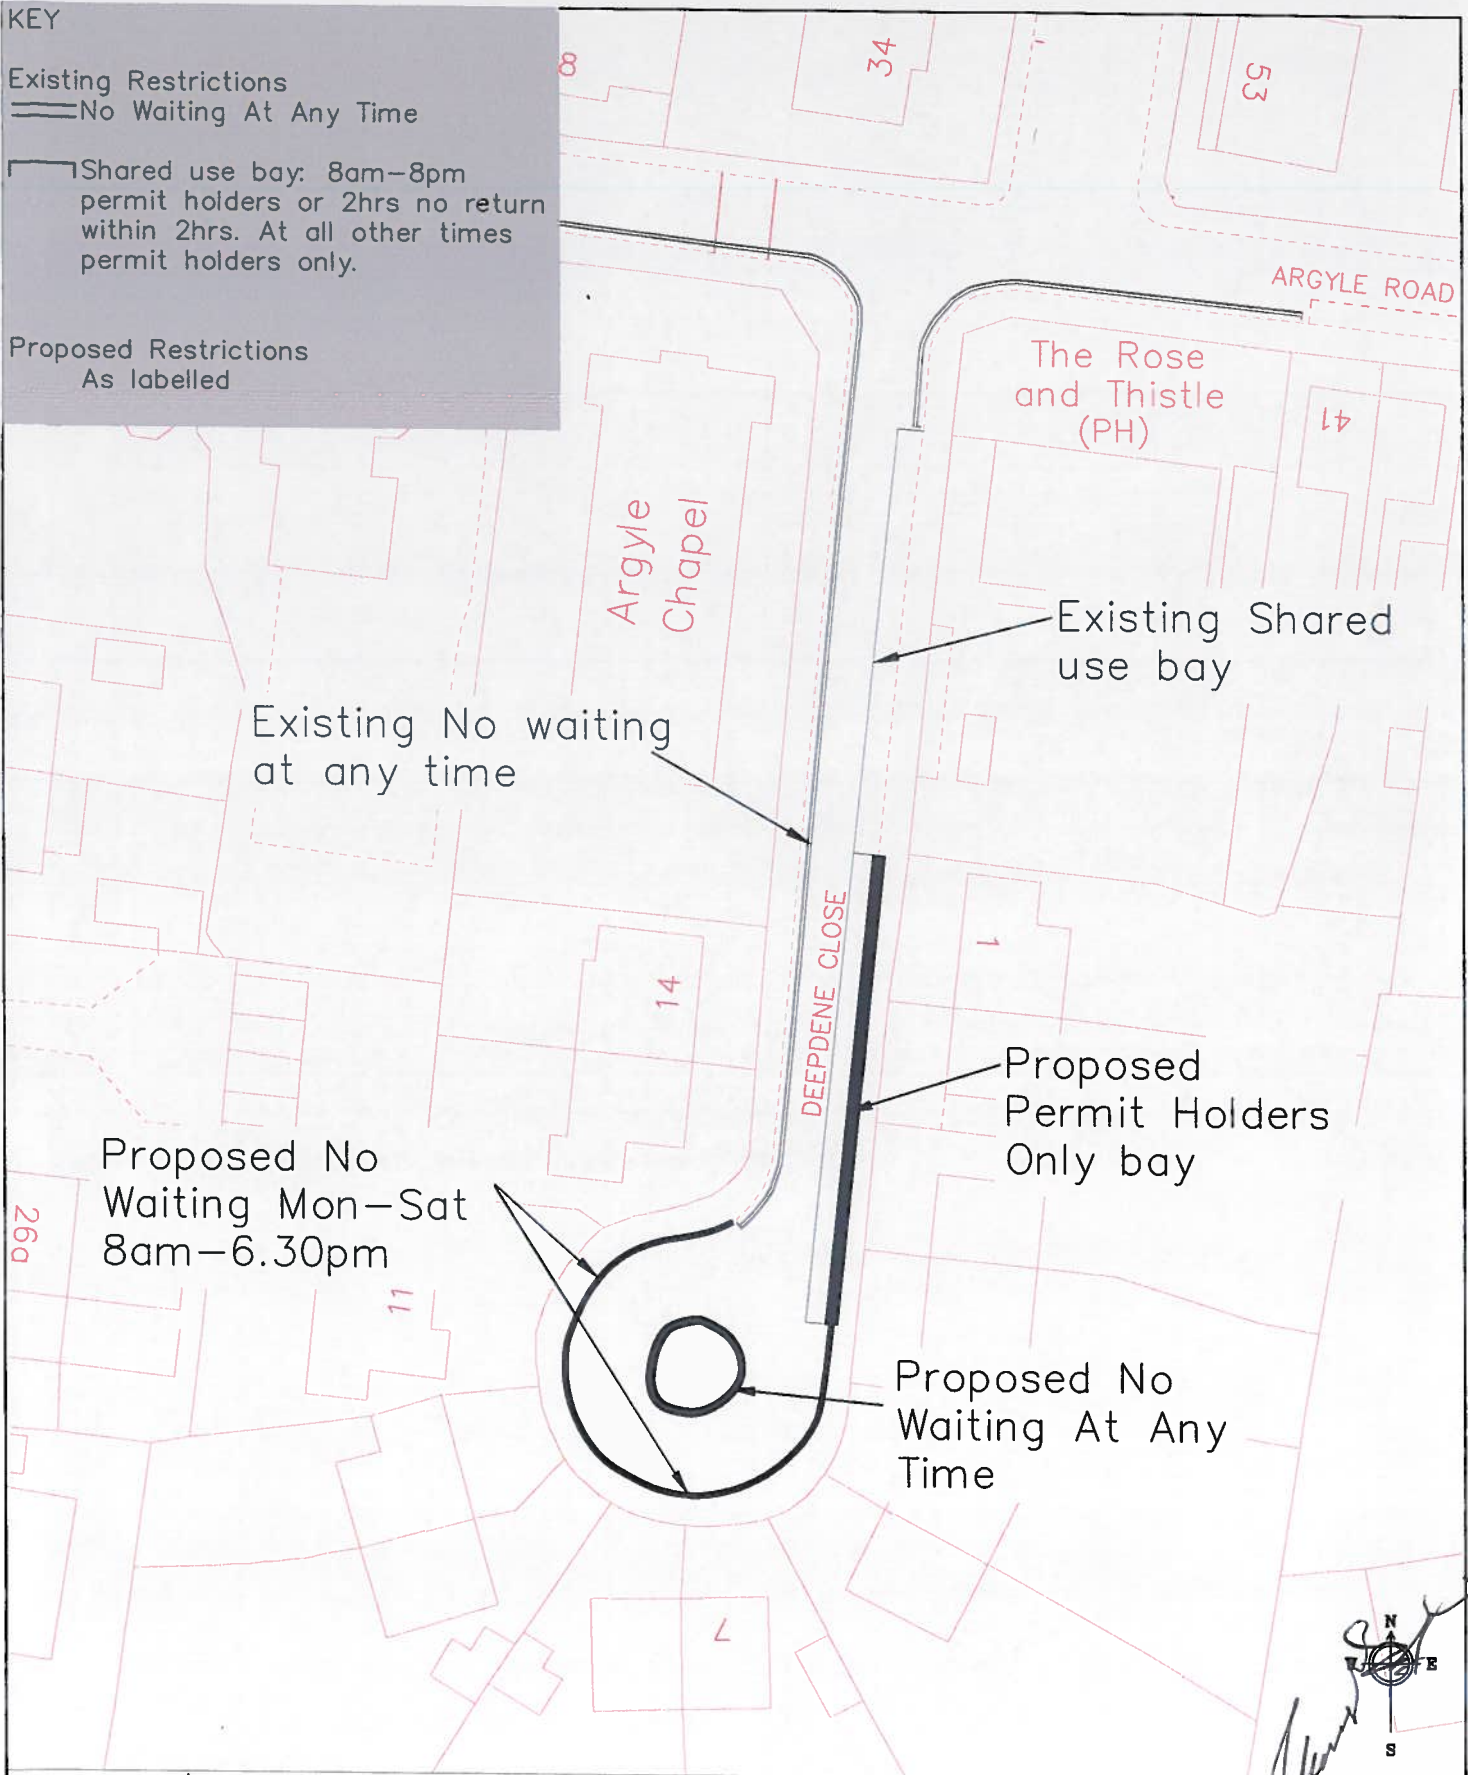 KEY
Existing Restrictions
No Waiting At Any Time
Shared use bay: 8am-8pm
permit holders or 2hrs no return
within 2hrs. At all other times
permit holders only.
Proposed Restrictions
As labelled
8
34
53
ARGYLE ROAD
The Rose
and Thistle
(PH)
41
Argyle
Chapel
Existing Shared
use bay
Existing No waiting
at any time
DEEPDENE CLOSE
1
14
Proposed
Permit Holders
Only bay
Proposed No
Waiting Mon-Sat
8am-6.30pm
26a
11
Proposed No
Waiting At Any
Time
7
N
E
S